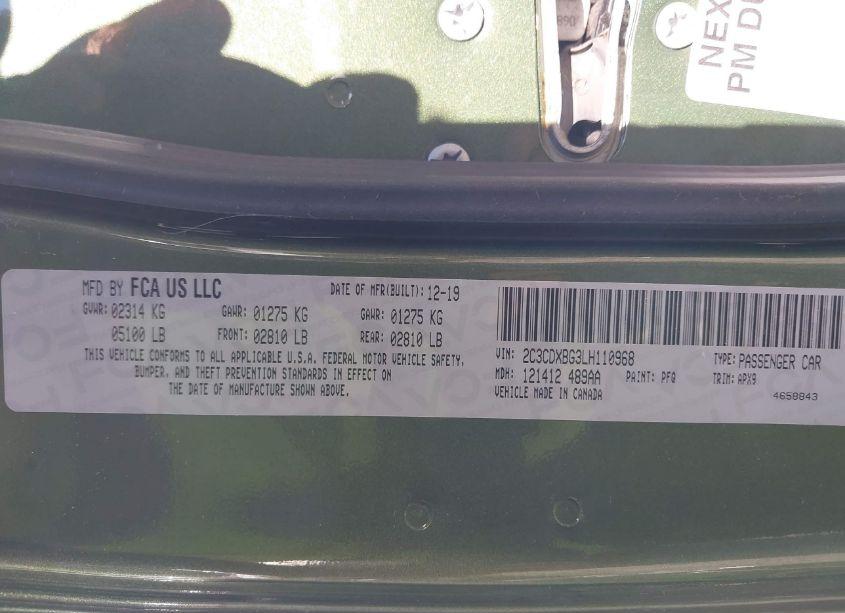 890
NEX
PM D
MFD BY FCA US LLC
DATE OF MFR(BUILT): 12-19
GVWR: 02314 KG GAWR: 01275 KG GAWR: 01275 KG
05100 LB FRONT: 02810 LB REAR: 02810 LB
THIS VEHICLE CONFORMS TO ALL APPLICABLE U.S.A. FEDERAL MOTOR VEHICLE SAFETY,
BUMPER, AND THEFT PREVENTION STANDARDS IN EFFECT ON
THE DATE OF MANUFACTURE SHOWN ABOVE.
VIN: 2C3CDXBG3LH110968 TYPE: PASSENGER CAR
MDH: 121412 489AA PAINT: PFQ TRIM: APX9
VEHICLE MADE IN CANADA 4658843